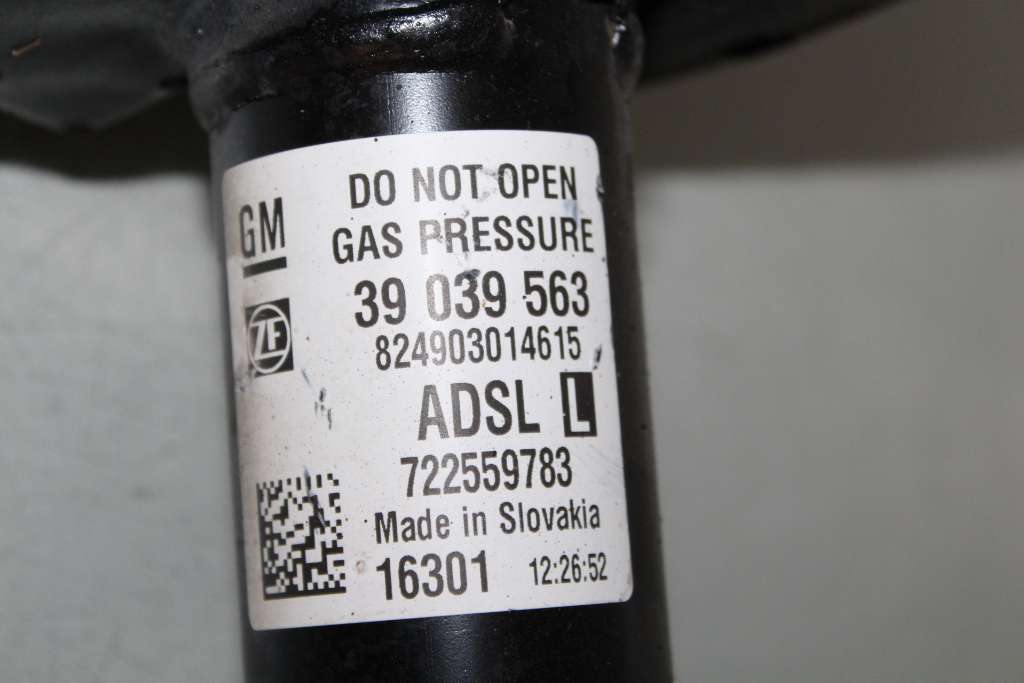 DO NOT OPEN
GM
GAS PRESSURE
39 039 563
ZF
824903014615
ADSL L
722559783
Made in Slovakia
16301 12:26:52